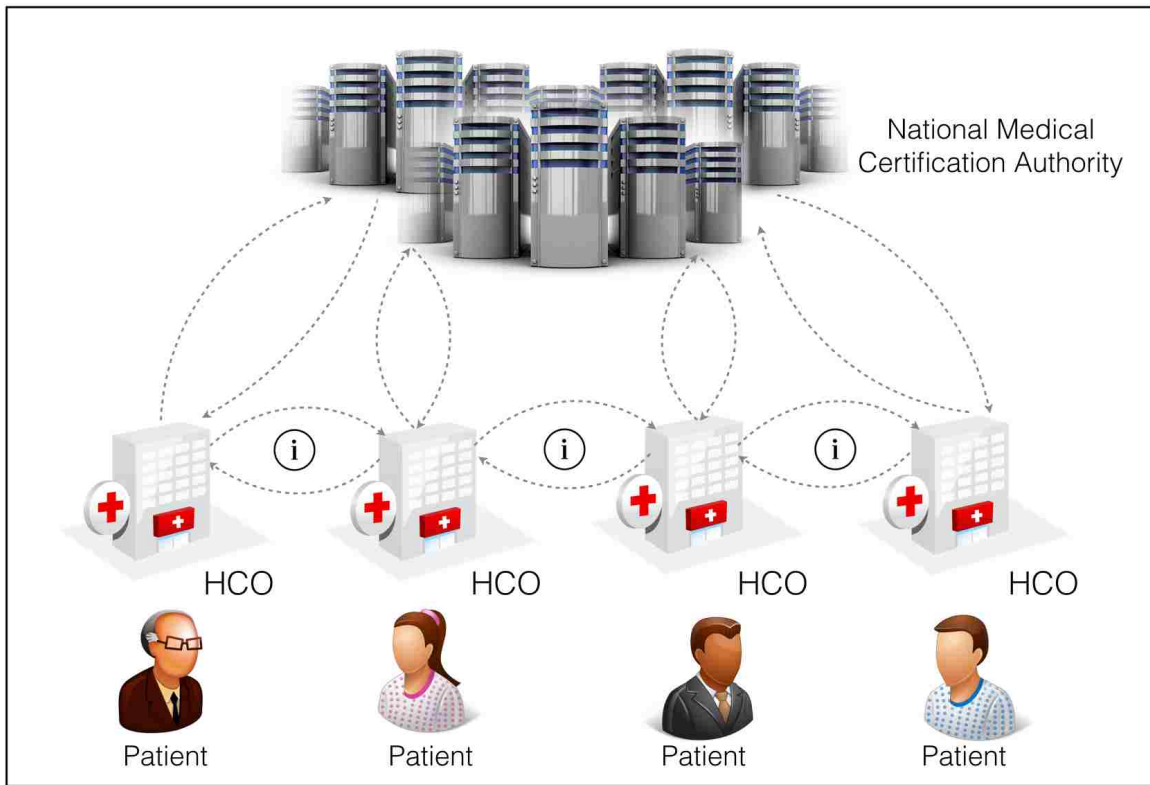 National Medical
Certification Authority
i
i
i
HCO
HCO
HCO
HCO
Patient
Patient
Patient
Patient